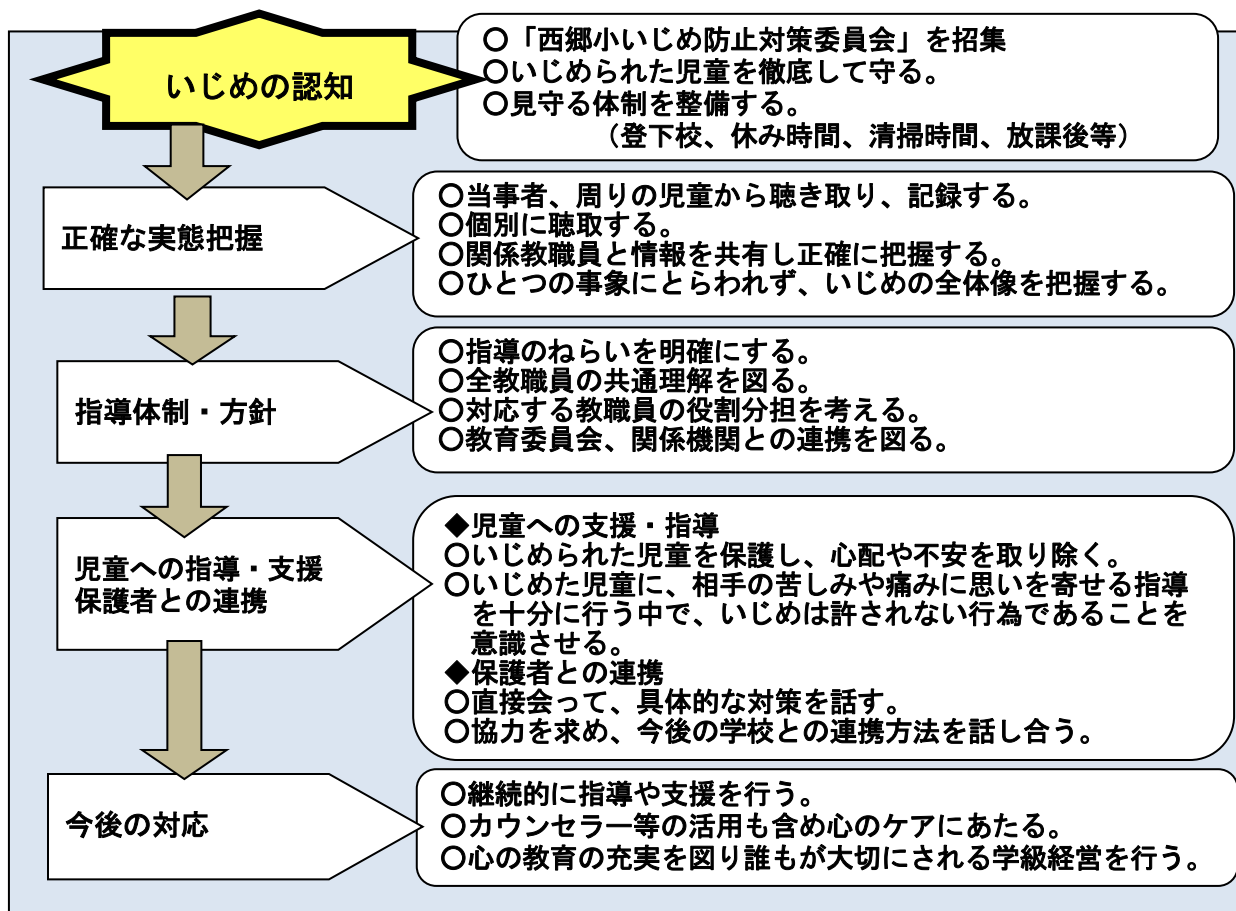 いじめの認知
○「西郷小いじめ防止対策委員会」を招集
○いじめられた児童を徹底して守る。
○見守る体制を整備する。
（登下校、休み時間、清掃時間、放課後等）
正確な実態把握
○当事者、周りの児童から聴き取り、記録する。
○個別に聴取する。
○関係教職員と情報を共有し正確に把握する。
○ひとつの事象にとらわれず、いじめの全体像を把握する。
指導体制・方針
○指導のねらいを明確にする。
○全教職員の共通理解を図る。
○対応する教職員の役割分担を考える。
○教育委員会、関係機関との連携を図る。
児童への指導・支援
保護者との連携
◆児童への支援・指導
○いじめられた児童を保護し、心配や不安を取り除く。
○いじめた児童に、相手の苦しみや痛みに思いを寄せる指導
を十分に行う中で、いじめは許されない行為であることを
意識させる。
◆保護者との連携
○直接会って、具体的な対策を話す。
○協力を求め、今後の学校との連携方法を話し合う。
今後の対応
○継続的に指導や支援を行う。
○カウンセラー等の活用も含め心のケアにあたる。
○心の教育の充実を図り誰もが大切にされる学級経営を行う。